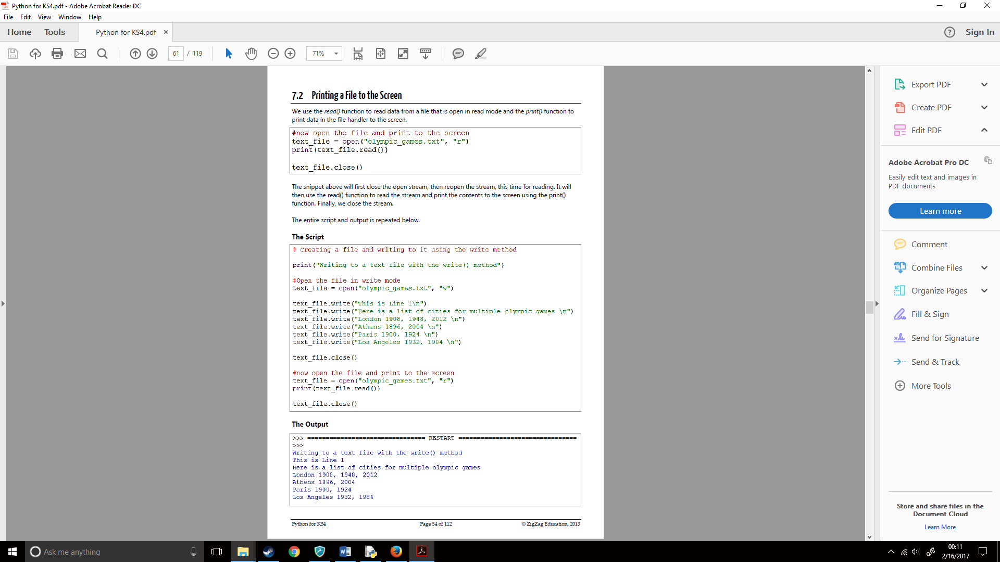 Python for KS4.pdf - Adobe Acrobat Reader DC
File Edit View Window Help
Home Tools Python for KS4.pdf × ? Sign In
61 / 119 71%
7.2 Printing a File to the Screen
We use the read() function to read data from a file that is open in read mode and the print() function to
print data in the file handler to the screen.
#now open the file and print to the screen
text_file = open("olympic_games.txt", "r")
print(text_file.read())
text_file.close()
The snippet above will first close the open stream, then reopen the stream, this time for reading. It will
then use the read() function to read the stream and print the contents to the screen using the print()
function. Finally, we close the stream.
The entire script and output is repeated below.
The Script
# Creating a file and writing to it using the write method
print("Writing to a text file with the write() method")
#Open the file in write mode
text_file = open("olympic_games.txt", "w")
text_file.write("This is Line 1\n")
text_file.write("Here is a list of cities for multiple olympic games \n")
text_file.write("London 1908, 1948, 2012 \n")
text_file.write("Athens 1896, 2004 \n")
text_file.write("Paris 1900, 1924 \n")
text_file.write("Los Angeles 1932, 1984 \n")
text_file.close()
#now open the file and print to the screen
text_file = open("olympic_games.txt", "r")
print(text_file.read())
text_file.close()
The Output
>>> ================================ RESTART ================================
>>>
Writing to a text file with the write() method
This is Line 1
Here is a list of cities for multiple olympic games
London 1908, 1948, 2012
Athens 1896, 2004
Paris 1900, 1924
Los Angeles 1932, 1984
Python for KS4 Page 54 of 112 © ZigZag Education, 2013
Export PDF
Create PDF
Edit PDF
Adobe Acrobat Pro DC
Easily edit text and images in
PDF documents
Learn more
Comment
Combine Files
Organize Pages
Fill & Sign
Send for Signature
Send & Track
More Tools
Store and share files in the
Document Cloud
Learn More
Ask me anything
00:11
2/16/2017